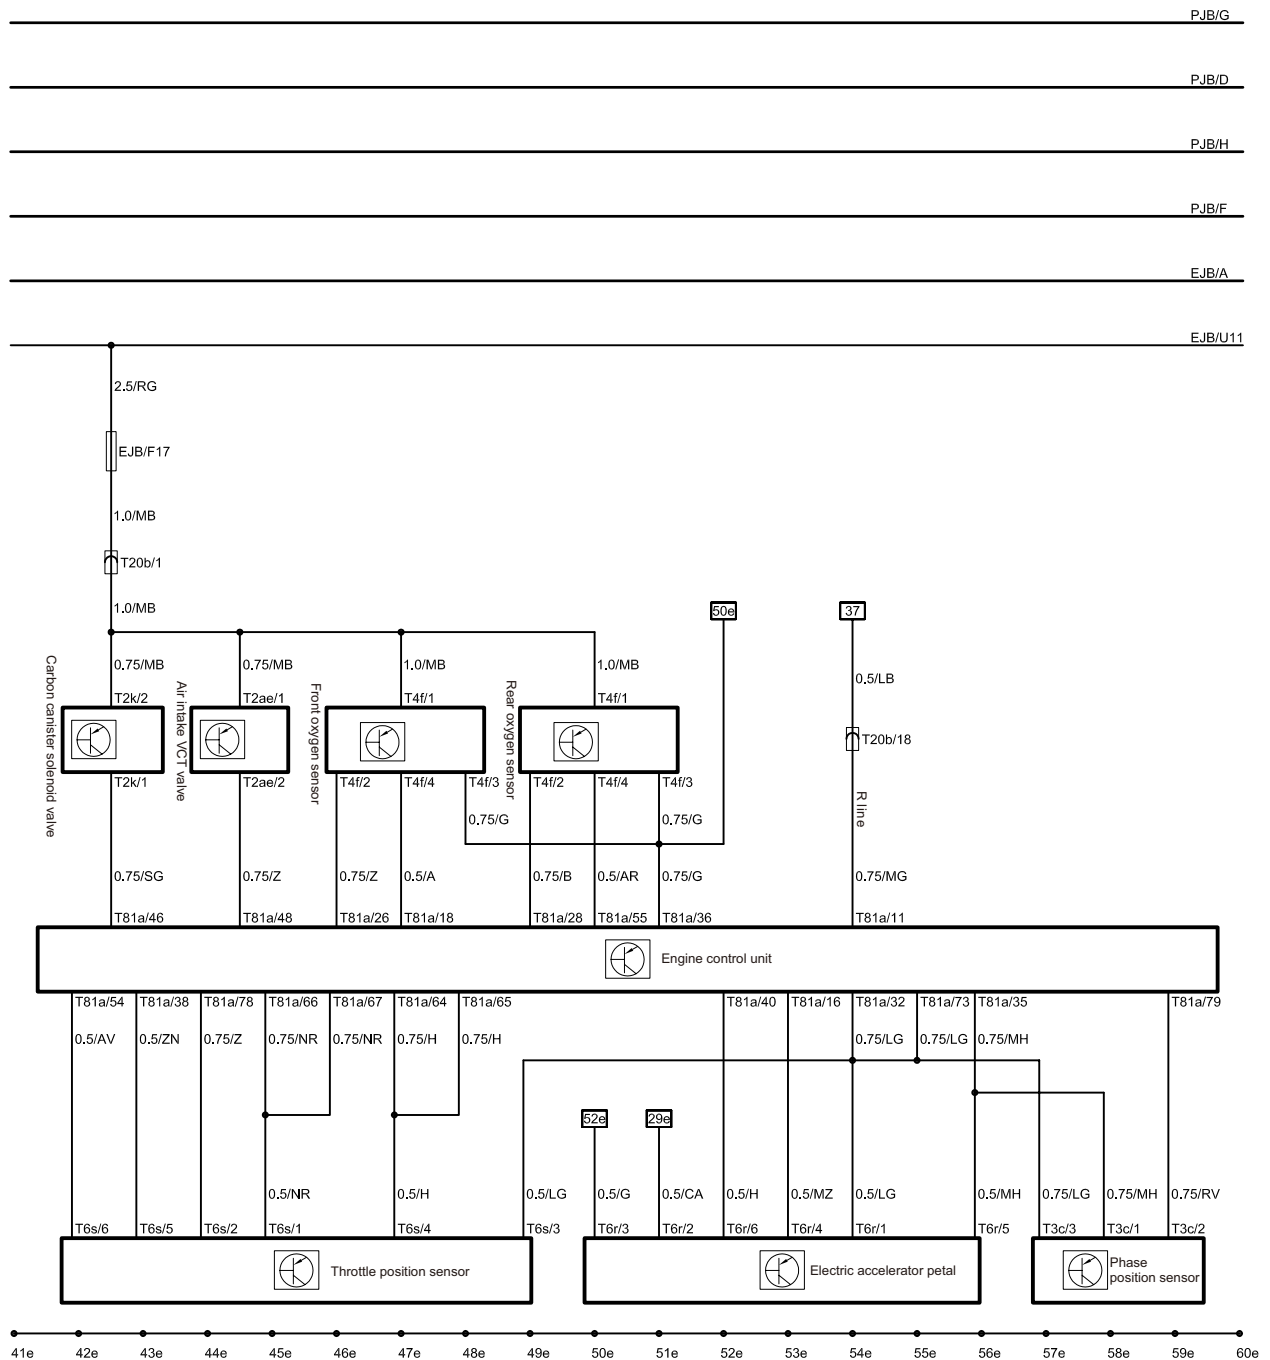 PJB/G
PJB/D
PJB/H
PJB/F
EJB/A
EJB/U11
2.5/RG
EJB/F17
1.0/MB
T20b/1
1.0/MB
50e
37
0.75/MB
0.75/MB
1.0/MB
1.0/MB
0.5/LB
Carbon canister solenoid valve
Air intake VCT valve
Front oxygen sensor
Rear oxygen sensor
T2k/2
T2ae/1
T4f/1
T4f/1
T20b/18
T2k/1
T2ae/2
T4f/2
T4f/4
T4f/3
T4f/2
T4f/4
T4f/3
R line
0.75/G
0.75/G
0.75/SG
0.75/Z
0.75/Z
0.5/A
0.75/B
0.5/AR
0.75/G
0.75/MG
T81a/46
T81a/48
T81a/26
T81a/18
T81a/28
T81a/55
T81a/36
T81a/11
Engine control unit
T81a/54
T81a/38
T81a/78
T81a/66
T81a/67
T81a/64
T81a/65
T81a/40
T81a/16
T81a/32
T81a/73
T81a/35
T81a/79
0.5/AV
0.5/ZN
0.75/Z
0.75/NR
0.75/NR
0.75/H
0.75/H
0.75/LG
0.75/LG
0.75/MH
52e
29e
0.5/NR
0.5/H
0.5/LG
0.5/G
0.5/CA
0.5/H
0.5/MZ
0.5/LG
0.5/MH
0.75/LG
0.75/MH
0.75/RV
T6s/6
T6s/5
T6s/2
T6s/1
T6s/4
T6s/3
T6r/3
T6r/2
T6r/6
T6r/4
T6r/1
T6r/5
T3c/3
T3c/1
T3c/2
Throttle position sensor
Electric accelerator petal
Phase
position sensor
41e
42e
43e
44e
45e
46e
47e
48e
49e
50e
51e
52e
53e
54e
55e
56e
57e
58e
59e
60e